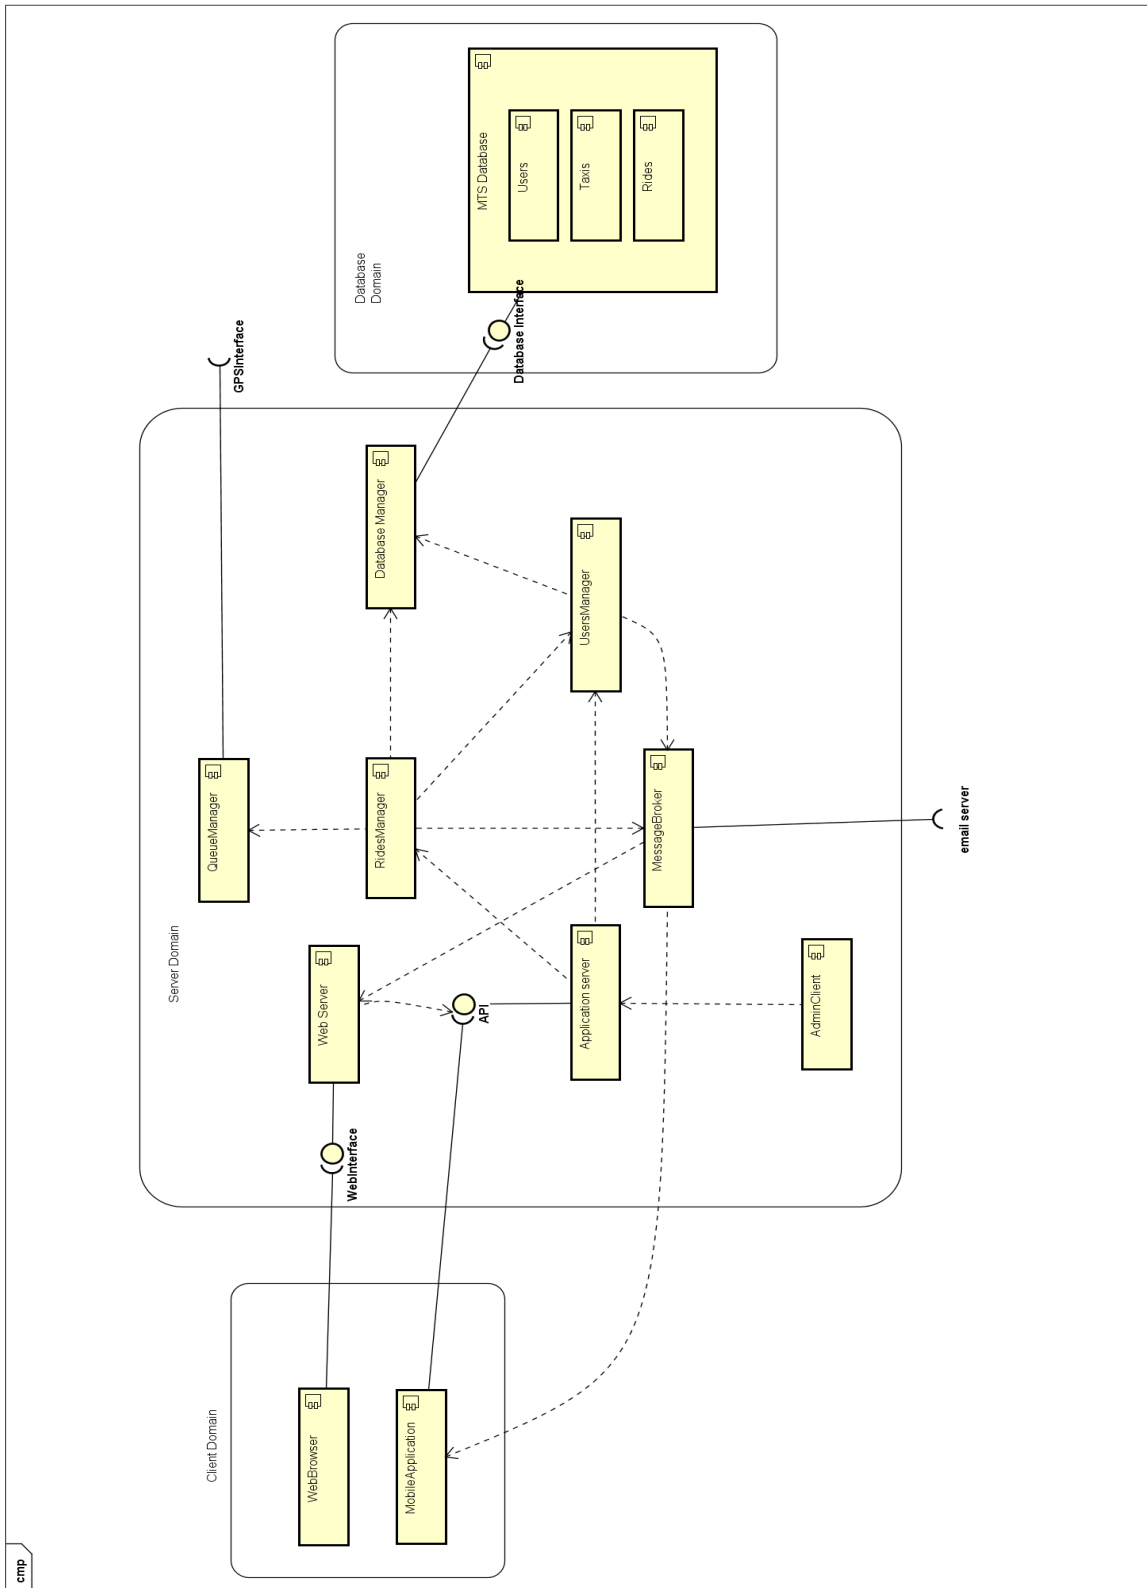 cmp
Client Domain
WebBrowser
MobileApplication
WebInterface
API
Server Domain
Web Server
Application server
AdminClient
QueueManager
RidesManager
MessageBroker
UsersManager
Database Manager
GPSInterface
email server
Database Interface
Database
Domain
MTS Database
Users
Taxis
Rides